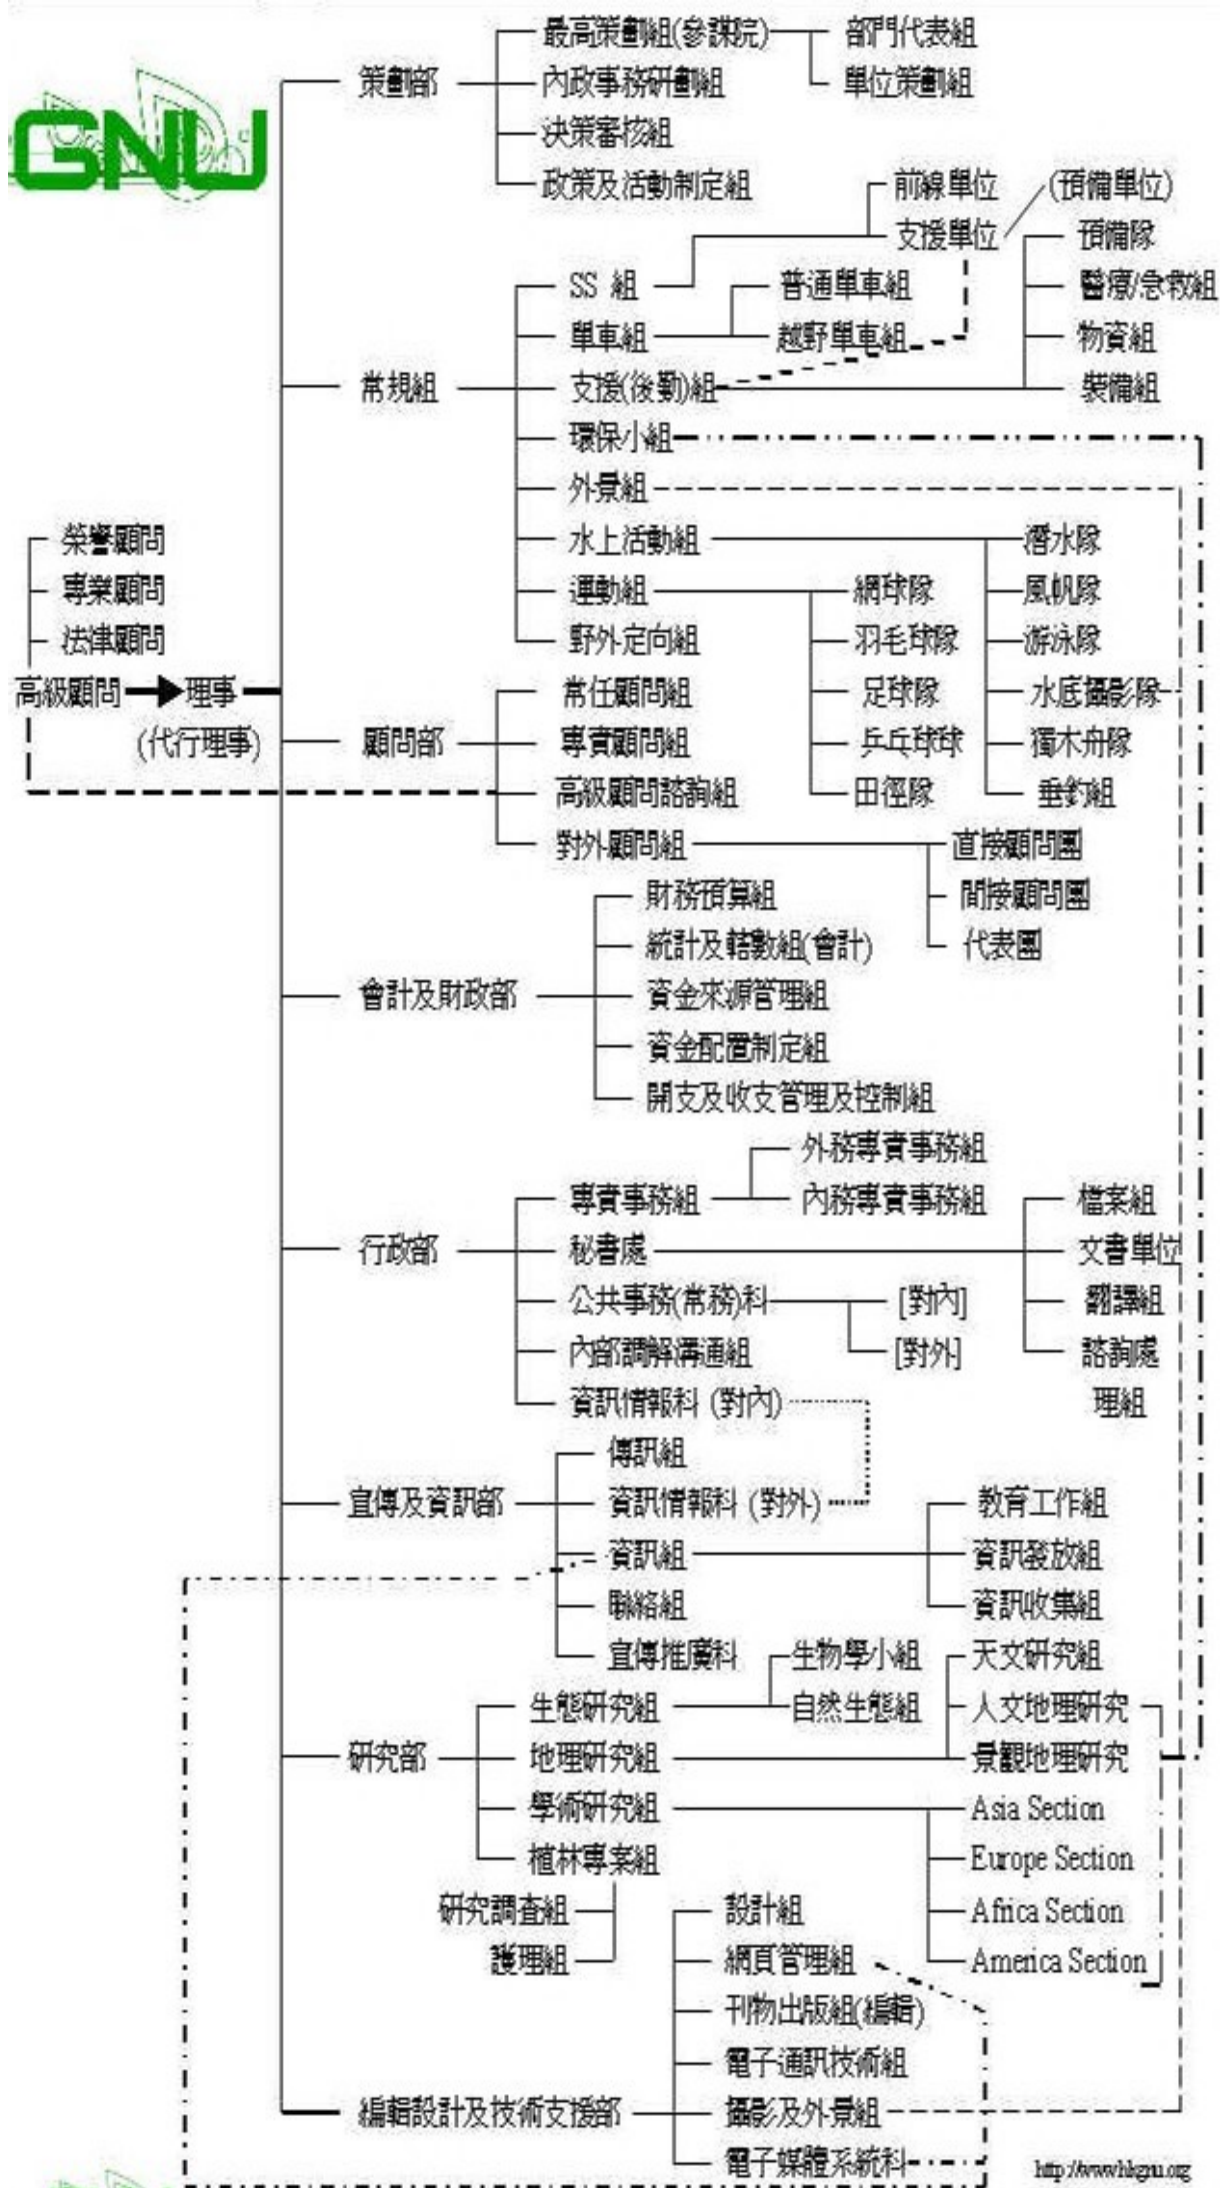 最高策劃組(參謀院) 部門代表組
GNU 策劃部 內政事務研劃組 單位策劃組
決策審核組
政策及活動制定組 前線單位 (預備單位)
支援單位 預備隊
SS 組 普通單車組 醫療/急救組
單車組 越野單車組 物資組
常規組 支援(後勤)組 裝備組
環保小組
外景組
榮譽顧問 水上活動組 潛水隊
專業顧問 運動組 網球隊 風帆隊
法律顧問 野外定向組 羽毛球隊 游泳隊
高級顧問 理事 常任顧問組 足球隊 水底攝影隊
(代行理事) 顧問部 專責顧問組 乒乓球球 獨木舟隊
高級顧問諮詢組 田徑隊 垂釣組
對外顧問組 直接顧問團
財務預算組 間接顧問團
統計及轄數組(會計) 代表團
會計及財政部 資金來源管理組
資金配置制定組
開支及收支管理及控制組
外務專責事務組
專責事務組 內務專責事務組 檔案組
行政部 秘書處 文書單位
公共事務(常務)科 [對內] 翻譯組
內部調解溝通組 [對外] 諮詢處
資訊情報科 (對內) 理組
傳訊組
宣傳及資訊部 資訊情報科 (對外) 教育工作組
資訊組 資訊發放組
聯絡組 資訊收集組
宣傳推廣科 生物學小組 天文研究組
生態研究組 自然生態組 人文地理研究
研究部 地理研究組 景觀地理研究
學術研究組 Asia Section
植林專案組 Europe Section
研究調查組 設計組 Africa Section
護理組 網頁管理組 America Section
刊物出版組(編輯)
電子通訊技術組
編輯設計及技術支援部 攝影及外景組
電子媒體系統科 http://www.hkgnu.org